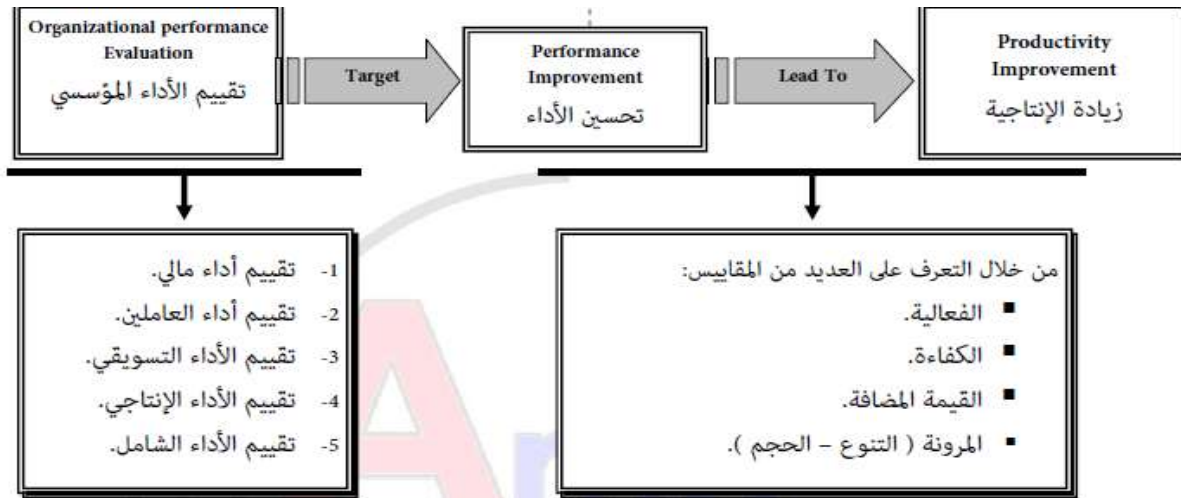 Organizational performance
Evaluation
تقييم الأداء المؤسسي
Target
Performance
Improvement
تحسين الأداء
Lead To
Productivity
Improvement
زيادة الإنتاجية
1- تقييم أداء مالي.
2- تقييم أداء العاملين.
3- تقييم الأداء التسويقي.
4- تقييم الأداء الإنتاجي.
5- تقييم الأداء الشامل.
من خلال التعرف على العديد من المقاييس:
▪ الفعالية.
▪ الكفاءة.
▪ القيمة المضافة.
▪ المرونة ( التنوع – الحجم ).